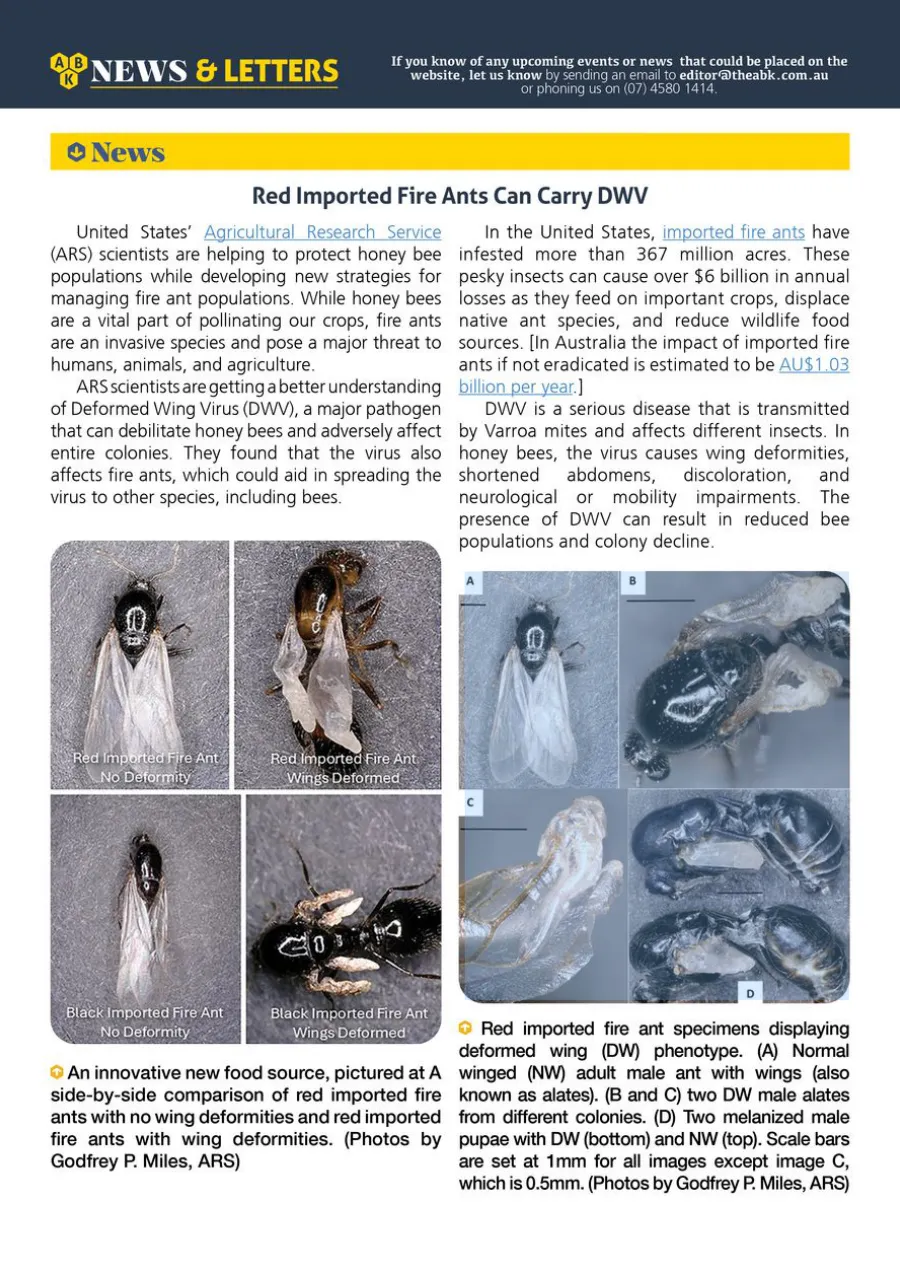 A B K
NEWS & LETTERS
If you know of any upcoming events or news that could be placed on the
website, let us know by sending an email to editor@theabk.com.au
or phoning us on (07) 4580 1414.
News
Red Imported Fire Ants Can Carry DWV
United States’ Agricultural Research Service
(ARS) scientists are helping to protect honey bee
populations while developing new strategies for
managing fire ant populations. While honey bees
are a vital part of pollinating our crops, fire ants
are an invasive species and pose a major threat to
humans, animals, and agriculture.
ARS scientists are getting a better understanding
of Deformed Wing Virus (DWV), a major pathogen
that can debilitate honey bees and adversely affect
entire colonies. They found that the virus also
affects fire ants, which could aid in spreading the
virus to other species, including bees.
Red Imported Fire Ant
No Deformity
Red Imported Fire Ant
Wings Deformed
Black Imported Fire Ant
No Deformity
Black Imported Fire Ant
Wings Deformed
An innovative new food source, pictured at A
side-by-side comparison of red imported fire
ants with no wing deformities and red imported
fire ants with wing deformities. (Photos by
Godfrey P. Miles, ARS)
In the United States, imported fire ants have
infested more than 367 million acres. These
pesky insects can cause over $6 billion in annual
losses as they feed on important crops, displace
native ant species, and reduce wildlife food
sources. [In Australia the impact of imported fire
ants if not eradicated is estimated to be AU$1.03
billion per year.]
DWV is a serious disease that is transmitted
by Varroa mites and affects different insects. In
honey bees, the virus causes wing deformities,
shortened abdomens, discoloration, and
neurological or mobility impairments. The
presence of DWV can result in reduced bee
populations and colony decline.
A
B
C
D
Red imported fire ant specimens displaying
deformed wing (DW) phenotype. (A) Normal
winged (NW) adult male ant with wings (also
known as alates). (B and C) two DW male alates
from different colonies. (D) Two melanized male
pupae with DW (bottom) and NW (top). Scale bars
are set at 1mm for all images except image C,
which is 0.5mm. (Photos by Godfrey P. Miles, ARS)